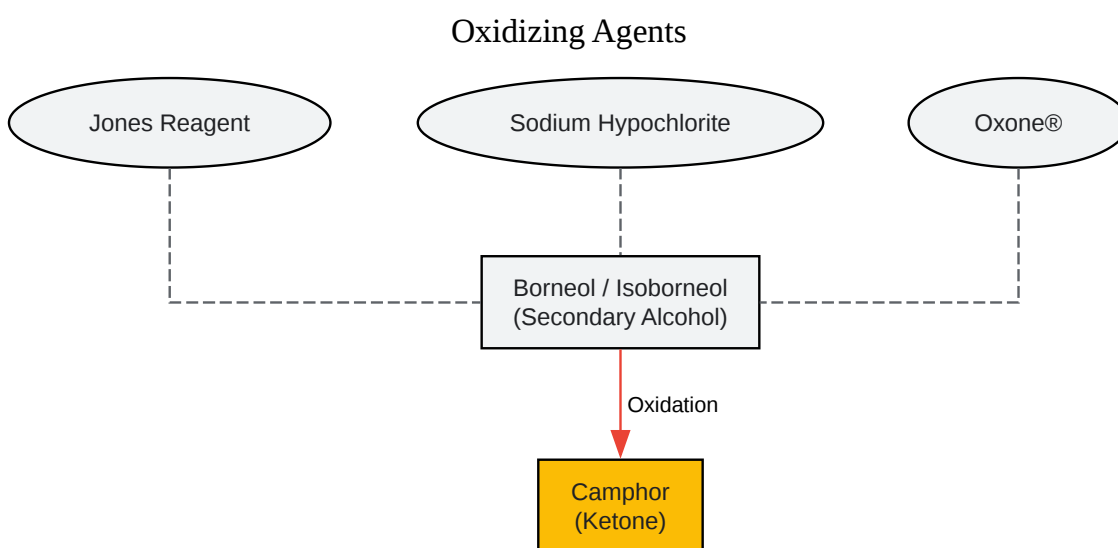 Oxidizing Agents
Jones Reagent
Sodium Hypochlorite
Oxone®
Borneol / Isoborneol
(Secondary Alcohol)
Oxidation
Camphor
(Ketone)